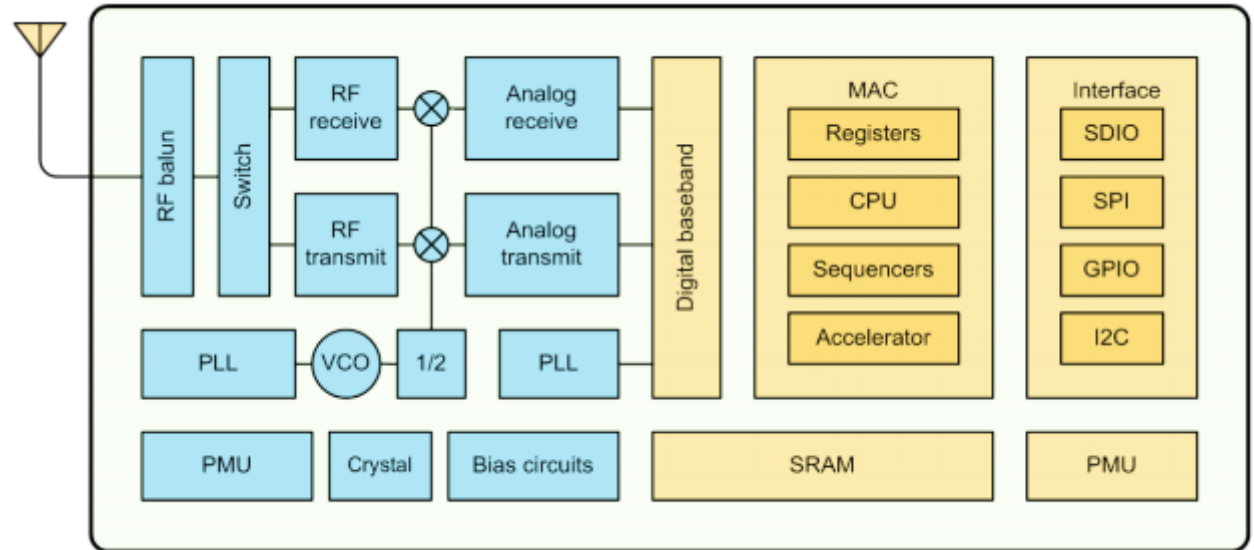 RF balun
Switch
RF
receive
Analog
receive
RF
transmit
Analog
transmit
PLL
VCO
1/2
PLL
Digital baseband
MAC
Registers
CPU
Sequencers
Accelerator
Interface
SDIO
SPI
GPIO
I2C
PMU
Crystal
Bias circuits
SRAM
PMU